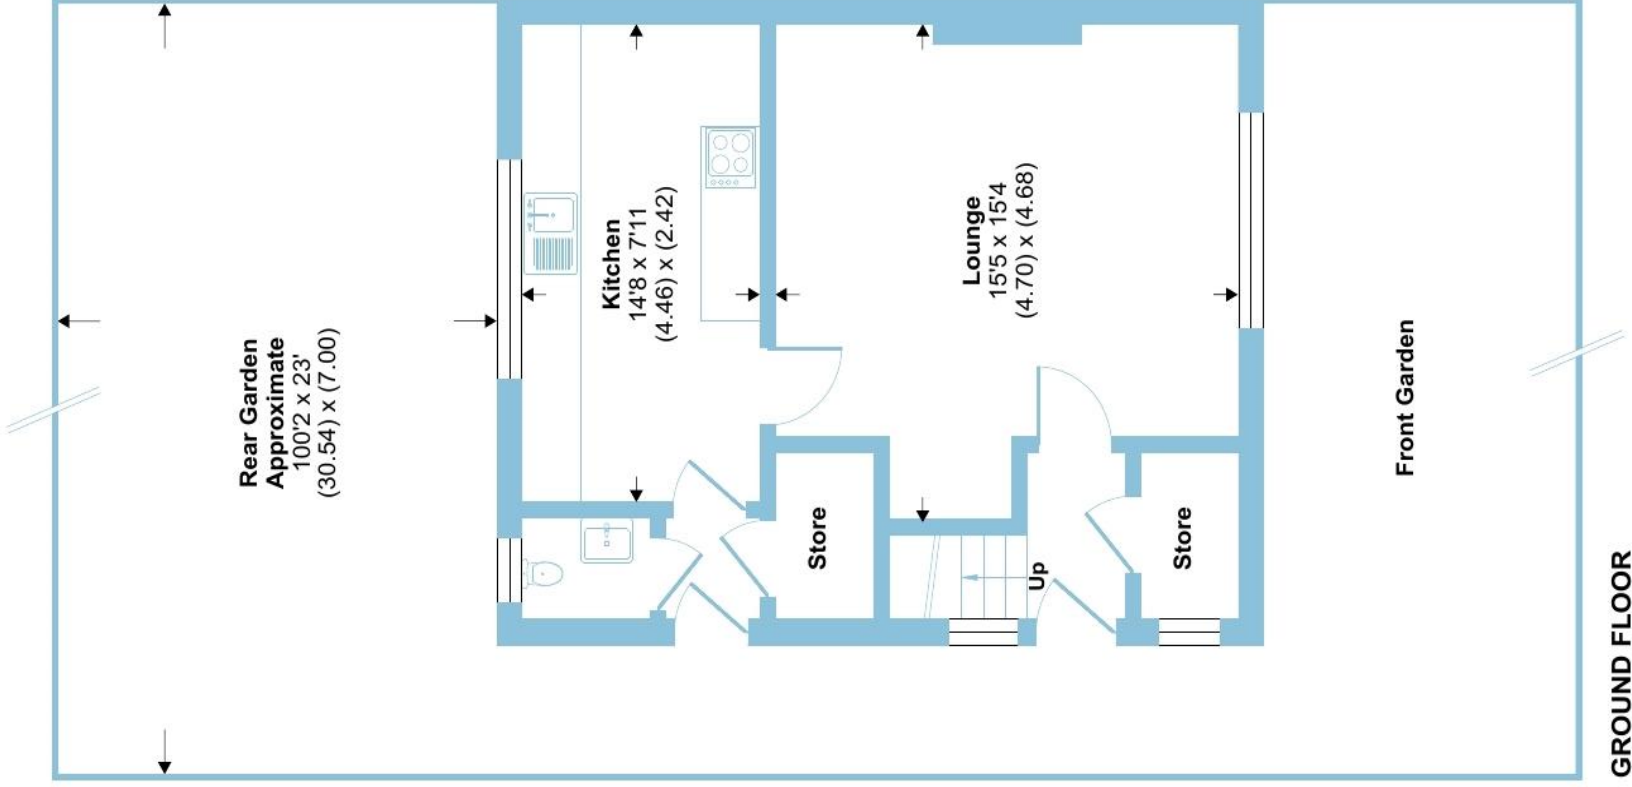 Rear Garden
Approximate
100'2 x 23'
(30.54) x (7.00)
Kitchen
14'8 x 7'11
(4.46) x (2.42)
Lounge
15'5 x 15'4
(4.70) x (4.68)
Store
Up
Store
Front Garden
GROUND FLOOR